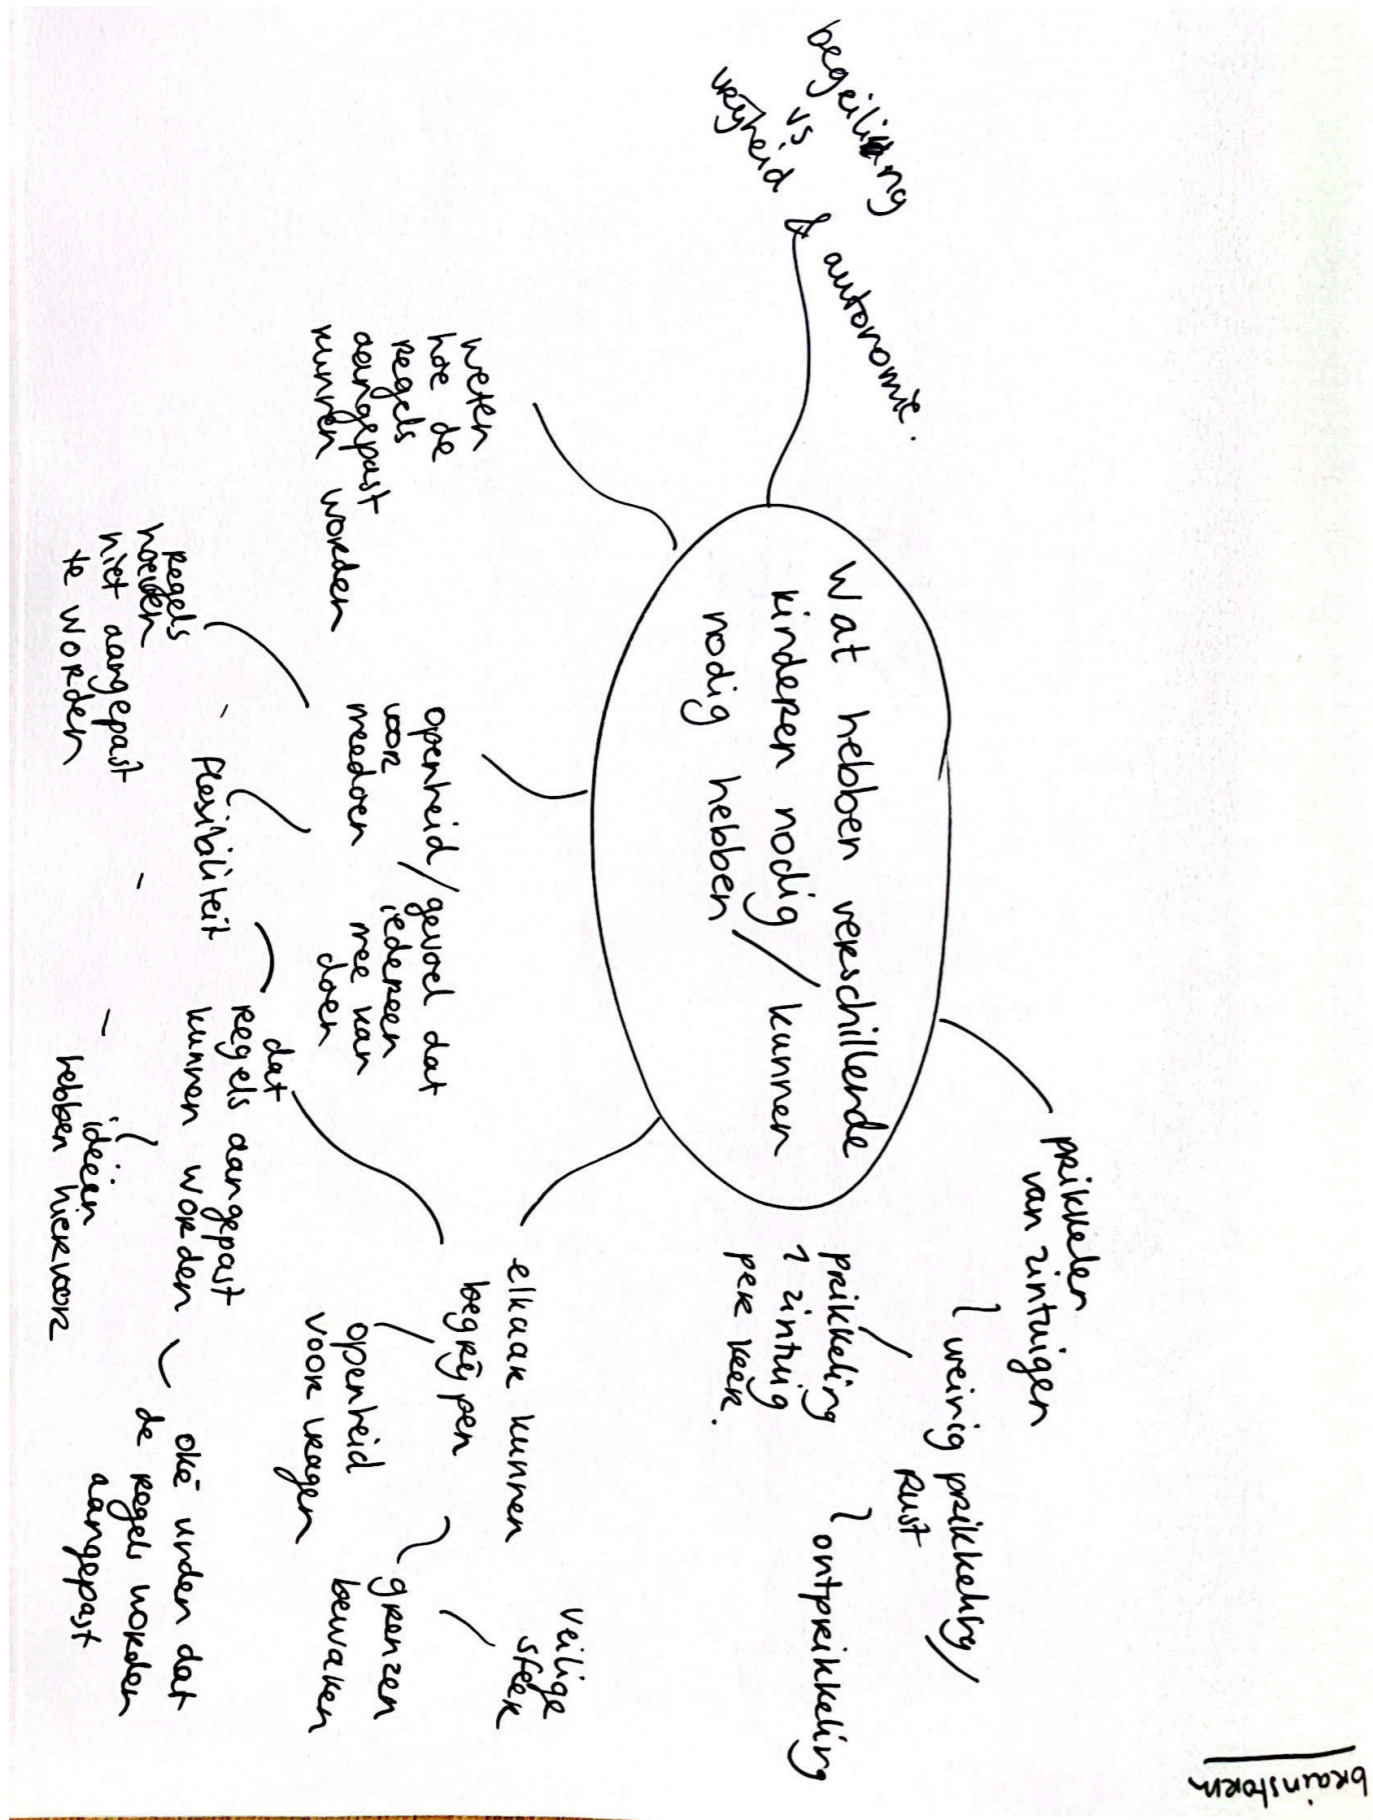 brainstorm
begeiliding
vs
vrijheid & autonomie.
Wat hebben verschillende
kinderen nodig / kunnen
nodig hebben
prikkelen
van zintuigen
weinig prikkeling /
rust
prikkeling
1 zintuig
per keer.
ontprikkeling
weten
hoe de
regels
aangepast
kunnen worden
openheid / gevoel dat
voor iedereen
meedoen mee kan
doen
elkaar kunnen
begrijpen
veilige
sfeer
openheid
voor vragen
grenzen
bewaken
regels
hoeven
niet aangepast
te worden
- flexibiliteit
dat
regels aangepast
kunnen worden
oké vinden dat
de regels worden
aangepast
ideeën
hebben hiervoor